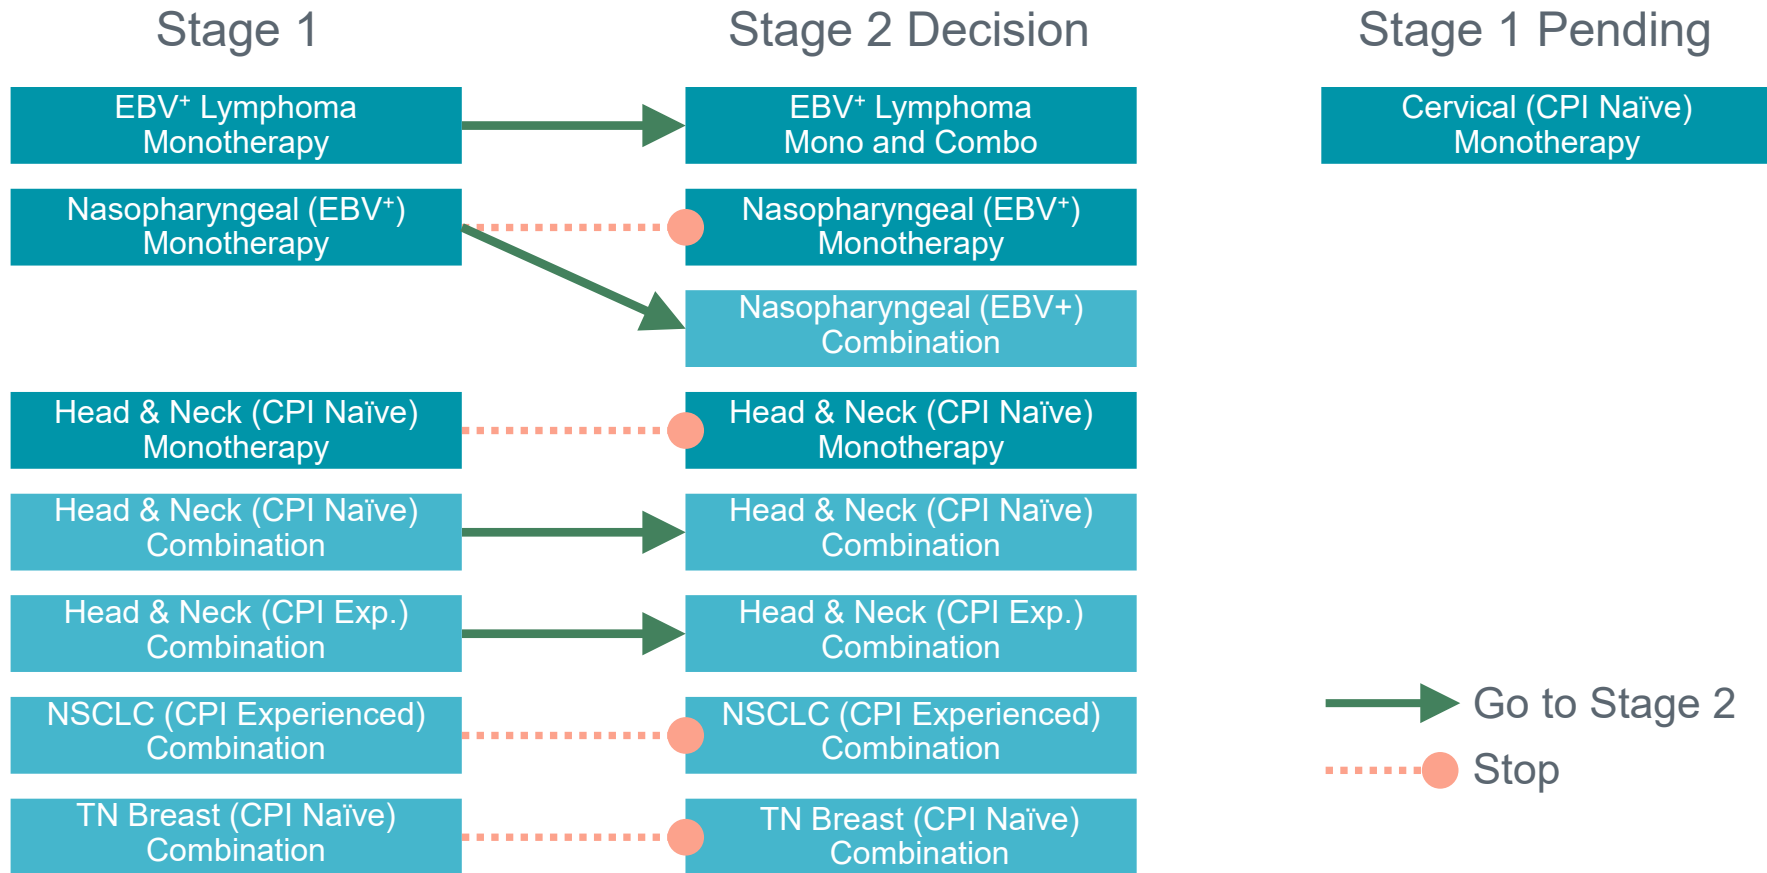 Stage 1
Stage 2 Decision
Stage 1 Pending
EBV⁺ Lymphoma
Monotherapy
EBV⁺ Lymphoma
Mono and Combo
Cervical (CPI Naïve)
Monotherapy
Nasopharyngeal (EBV⁺)
Monotherapy
Nasopharyngeal (EBV⁺)
Monotherapy
Nasopharyngeal (EBV+)
Combination
Head & Neck (CPI Naïve)
Monotherapy
Head & Neck (CPI Naïve)
Monotherapy
Head & Neck (CPI Naïve)
Combination
Head & Neck (CPI Naïve)
Combination
Head & Neck (CPI Exp.)
Combination
Head & Neck (CPI Exp.)
Combination
NSCLC (CPI Experienced)
Combination
NSCLC (CPI Experienced)
Combination
TN Breast (CPI Naïve)
Combination
TN Breast (CPI Naïve)
Combination
Go to Stage 2
Stop